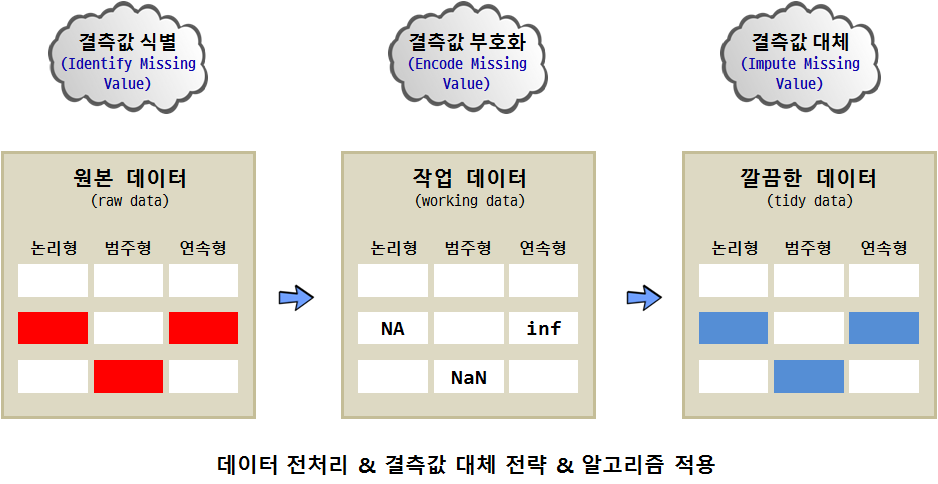 결측값 식별
(Identify Missing
Value)
결측값 부호화
(Encode Missing
Value)
결측값 대체
(Impute Missing
Value)
원본 데이터
(raw data)
논리형 범주형 연속형
작업 데이터
(working data)
논리형 범주형 연속형
NA inf
NaN
깔끔한 데이터
(tidy data)
논리형 범주형 연속형
데이터 전처리 & 결측값 대체 전략 & 알고리즘 적용